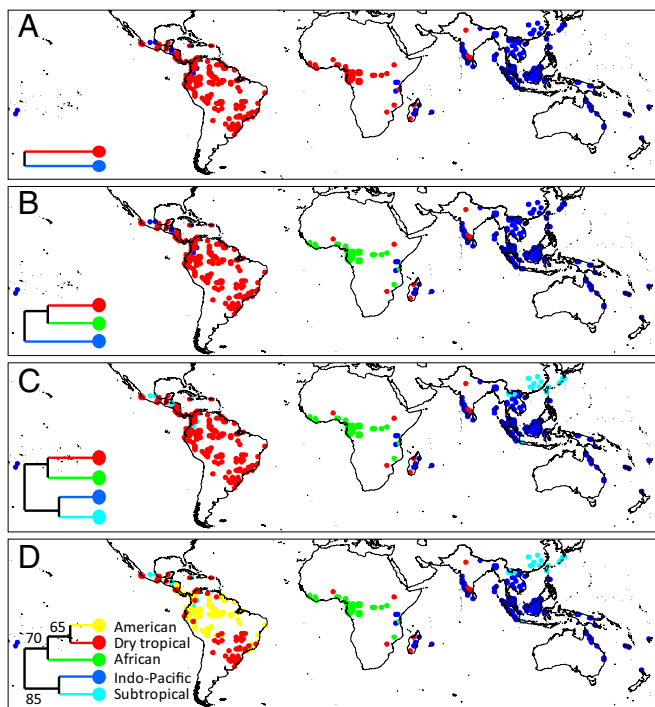 A
B
C
D
65
American
70
Dry tropical
African
Indo-Pacific
85
Subtropical